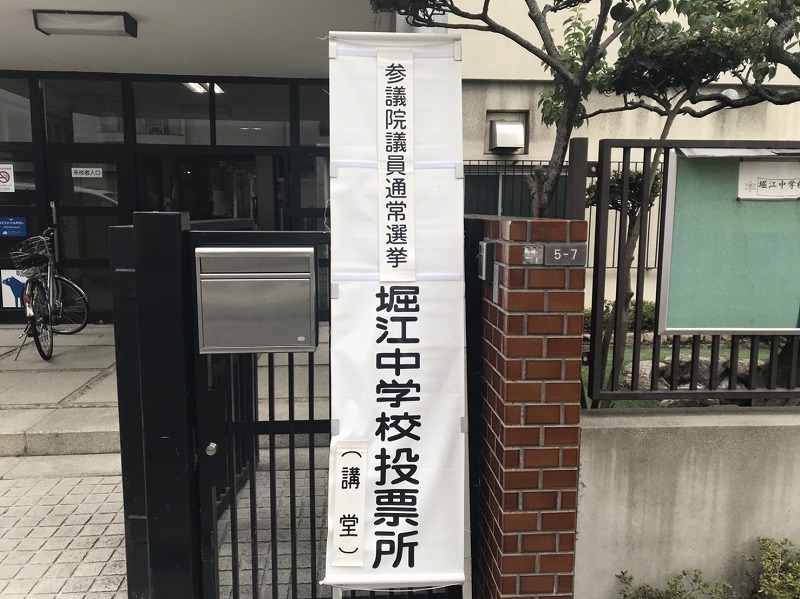 参議院議員通常選挙
堀江中学校投票所
（講堂）
来校者入口
5-7
堀江中学校